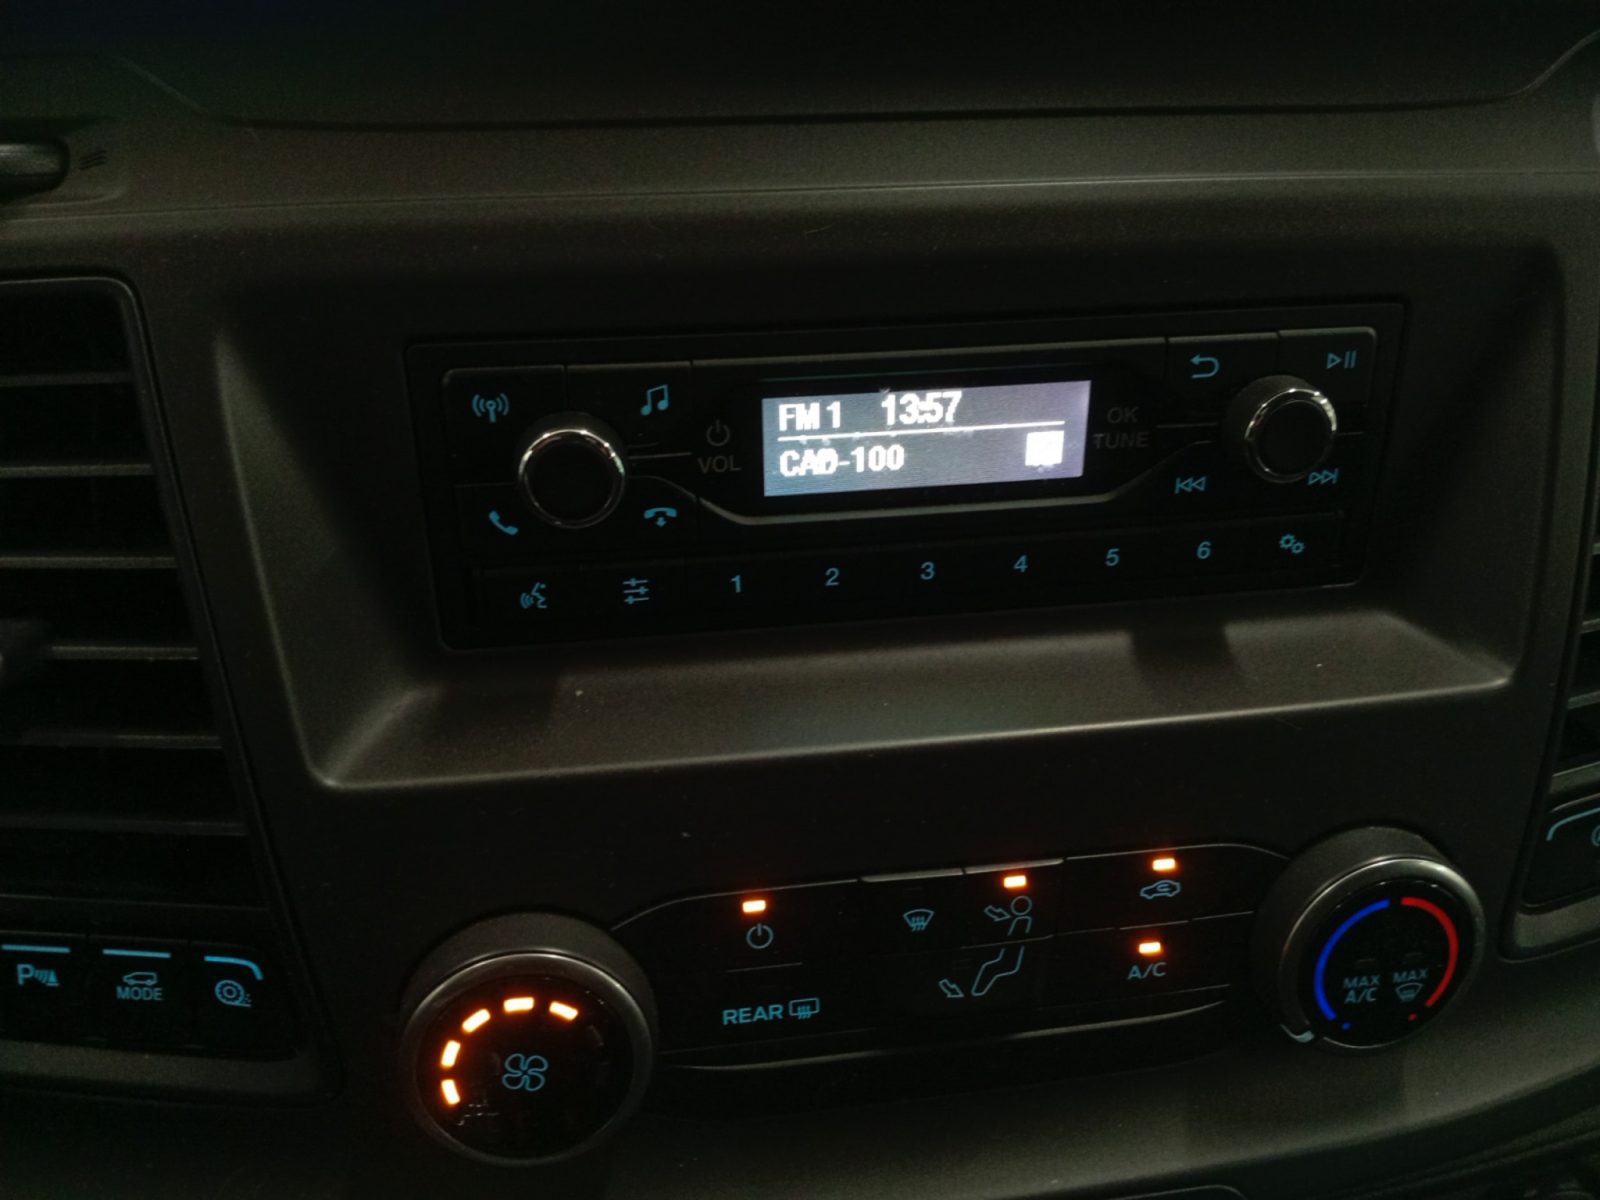 FM 1 13:57
CAD-100
VOL
OK
TUNE
1 2 3 4 5 6
P
MODE
REAR
A/C
MAX
A/C
MAX